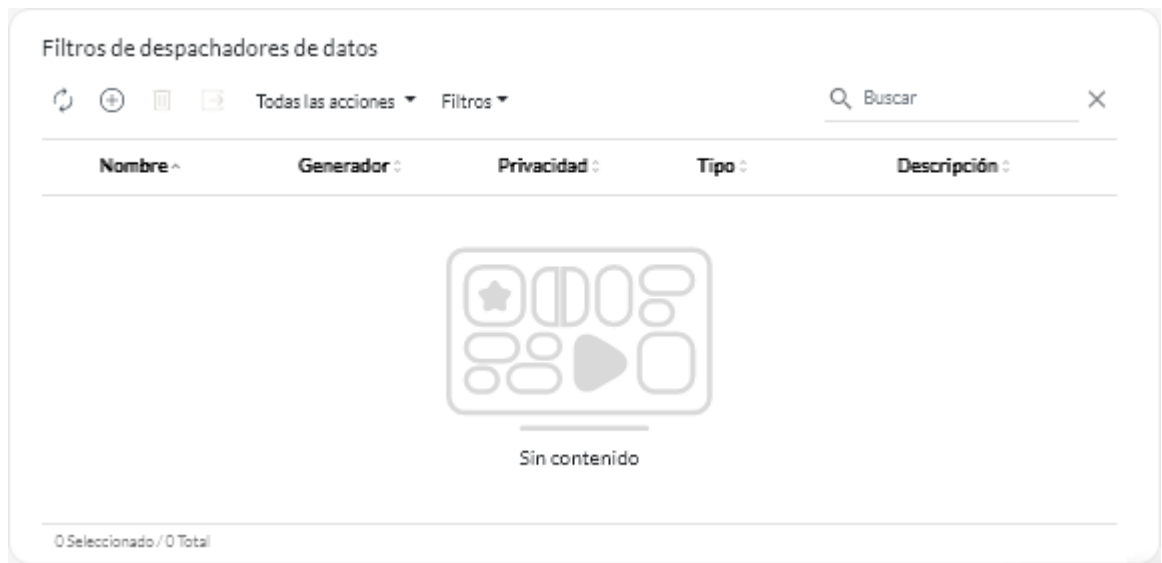 Filtros de despachadores de datos
Todas las acciones Filtros Buscar
Nombre Generador Privacidad Tipo Descripción
Sin contenido
0 Seleccionado / 0 Total